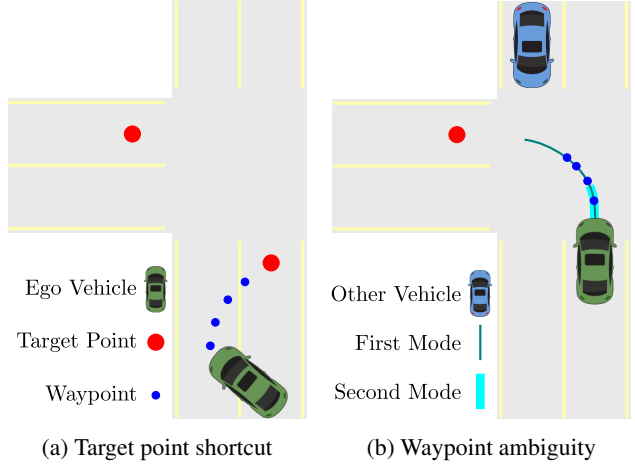 Ego Vehicle
Target Point
Waypoint
Other Vehicle
First Mode
Second Mode
(a) Target point shortcut
(b) Waypoint ambiguity